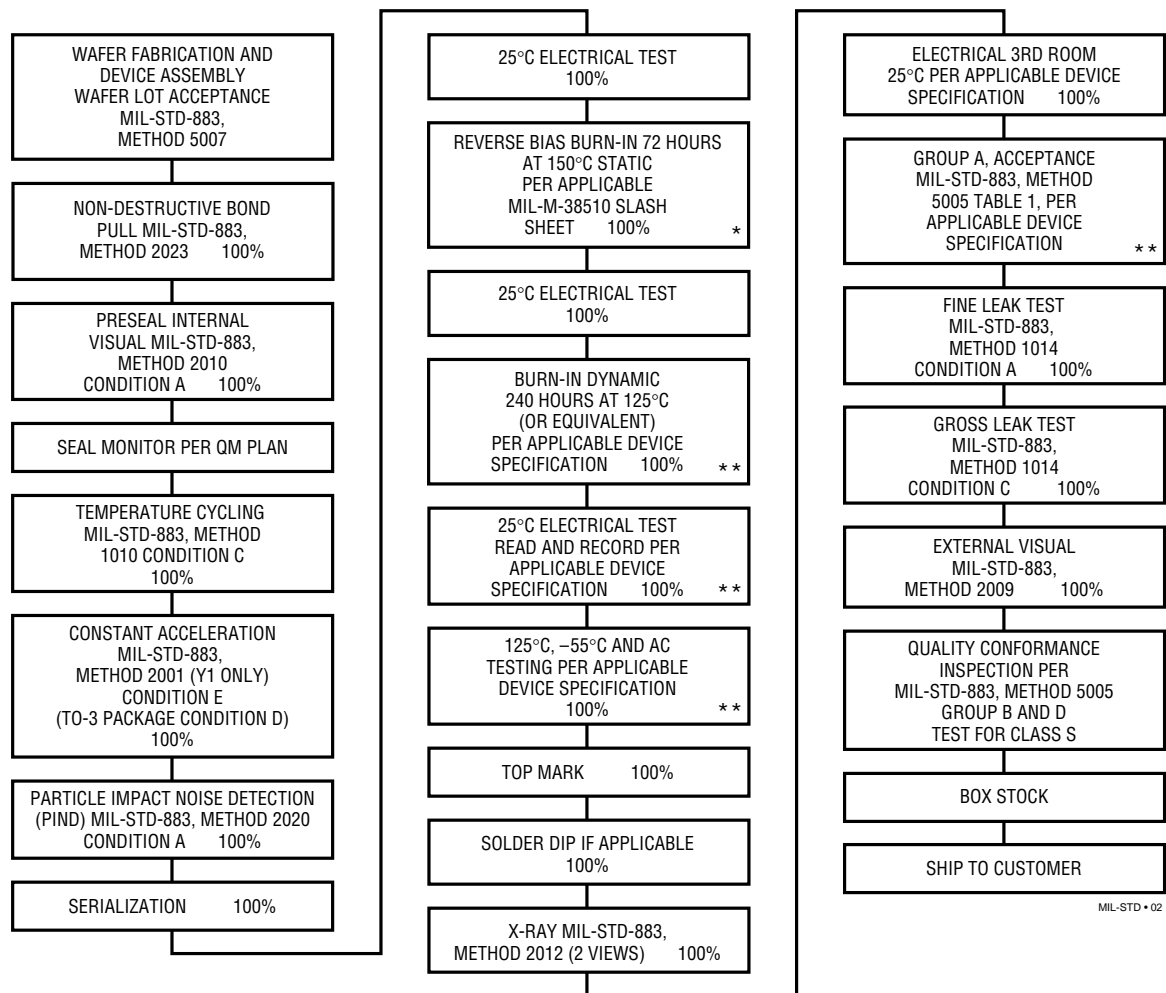 WAFER FABRICATION AND
DEVICE ASSEMBLY
WAFER LOT ACCEPTANCE
MIL-STD-883,
METHOD 5007
NON-DESTRUCTIVE BOND
PULL MIL-STD-883,
METHOD 2023 100%
PRESEAL INTERNAL
VISUAL MIL-STD-883,
METHOD 2010
CONDITION A 100%
SEAL MONITOR PER QM PLAN
TEMPERATURE CYCLING
MIL-STD-883, METHOD
1010 CONDITION C
100%
CONSTANT ACCELERATION
MIL-STD-883,
METHOD 2001 (Y1 ONLY)
CONDITION E
(TO-3 PACKAGE CONDITION D)
100%
PARTICLE IMPACT NOISE DETECTION
(PIND) MIL-STD-883, METHOD 2020
CONDITION A 100%
SERIALIZATION 100%
25°C ELECTRICAL TEST
100%
REVERSE BIAS BURN-IN 72 HOURS
AT 150°C STATIC
PER APPLICABLE
MIL-M-38510 SLASH
SHEET 100% *
25°C ELECTRICAL TEST
100%
BURN-IN DYNAMIC
240 HOURS AT 125°C
(OR EQUIVALENT)
PER APPLICABLE DEVICE
SPECIFICATION 100% **
25°C ELECTRICAL TEST
READ AND RECORD PER
APPLICABLE DEVICE
SPECIFICATION 100% **
125°C, –55°C AND AC
TESTING PER APPLICABLE
DEVICE SPECIFICATION
100% **
TOP MARK 100%
SOLDER DIP IF APPLICABLE
100%
X-RAY MIL-STD-883,
METHOD 2012 (2 VIEWS) 100%
ELECTRICAL 3RD ROOM
25°C PER APPLICABLE DEVICE
SPECIFICATION 100%
GROUP A, ACCEPTANCE
MIL-STD-883, METHOD
5005 TABLE 1, PER
APPLICABLE DEVICE
SPECIFICATION **
FINE LEAK TEST
MIL-STD-883,
METHOD 1014
CONDITION A 100%
GROSS LEAK TEST
MIL-STD-883,
METHOD 1014
CONDITION C 100%
EXTERNAL VISUAL
MIL-STD-883,
METHOD 2009 100%
QUALITY CONFORMANCE
INSPECTION PER
MIL-STD-883, METHOD 5005
GROUP B AND D
TEST FOR CLASS S
BOX STOCK
SHIP TO CUSTOMER
MIL-STD • 02